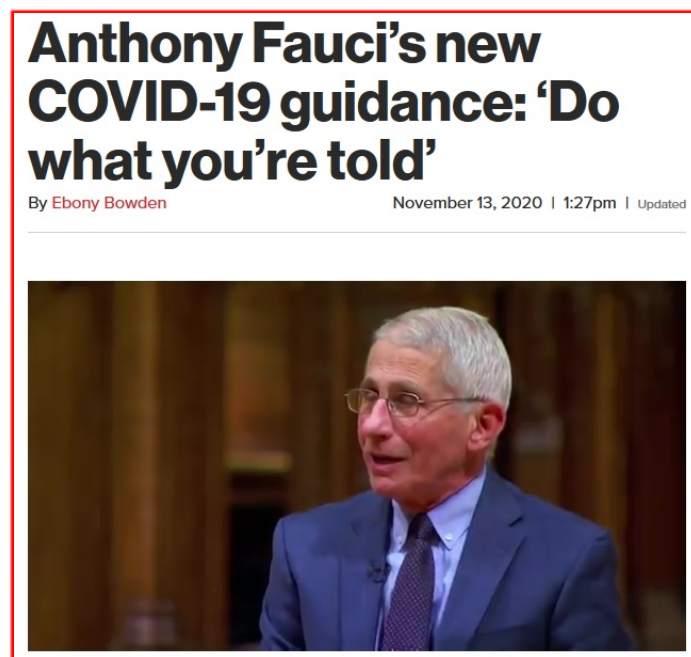 Anthony Fauci’s new
COVID-19 guidance: ‘Do
what you’re told’
By Ebony Bowden
November 13, 2020 | 1:27pm | Updated